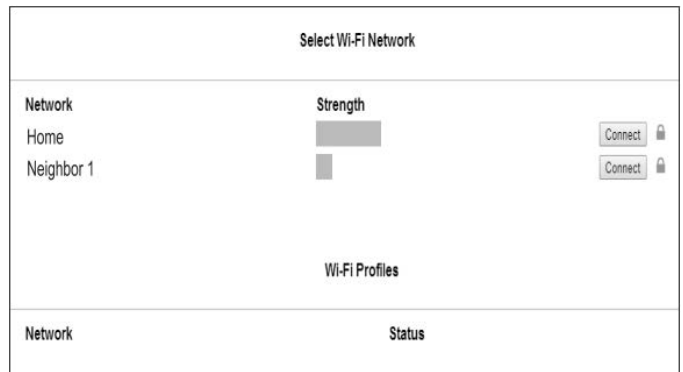 Select Wi-Fi Network
Network Strength
Home Connect
Neighbor 1 Connect
Wi-Fi Profiles
Network Status